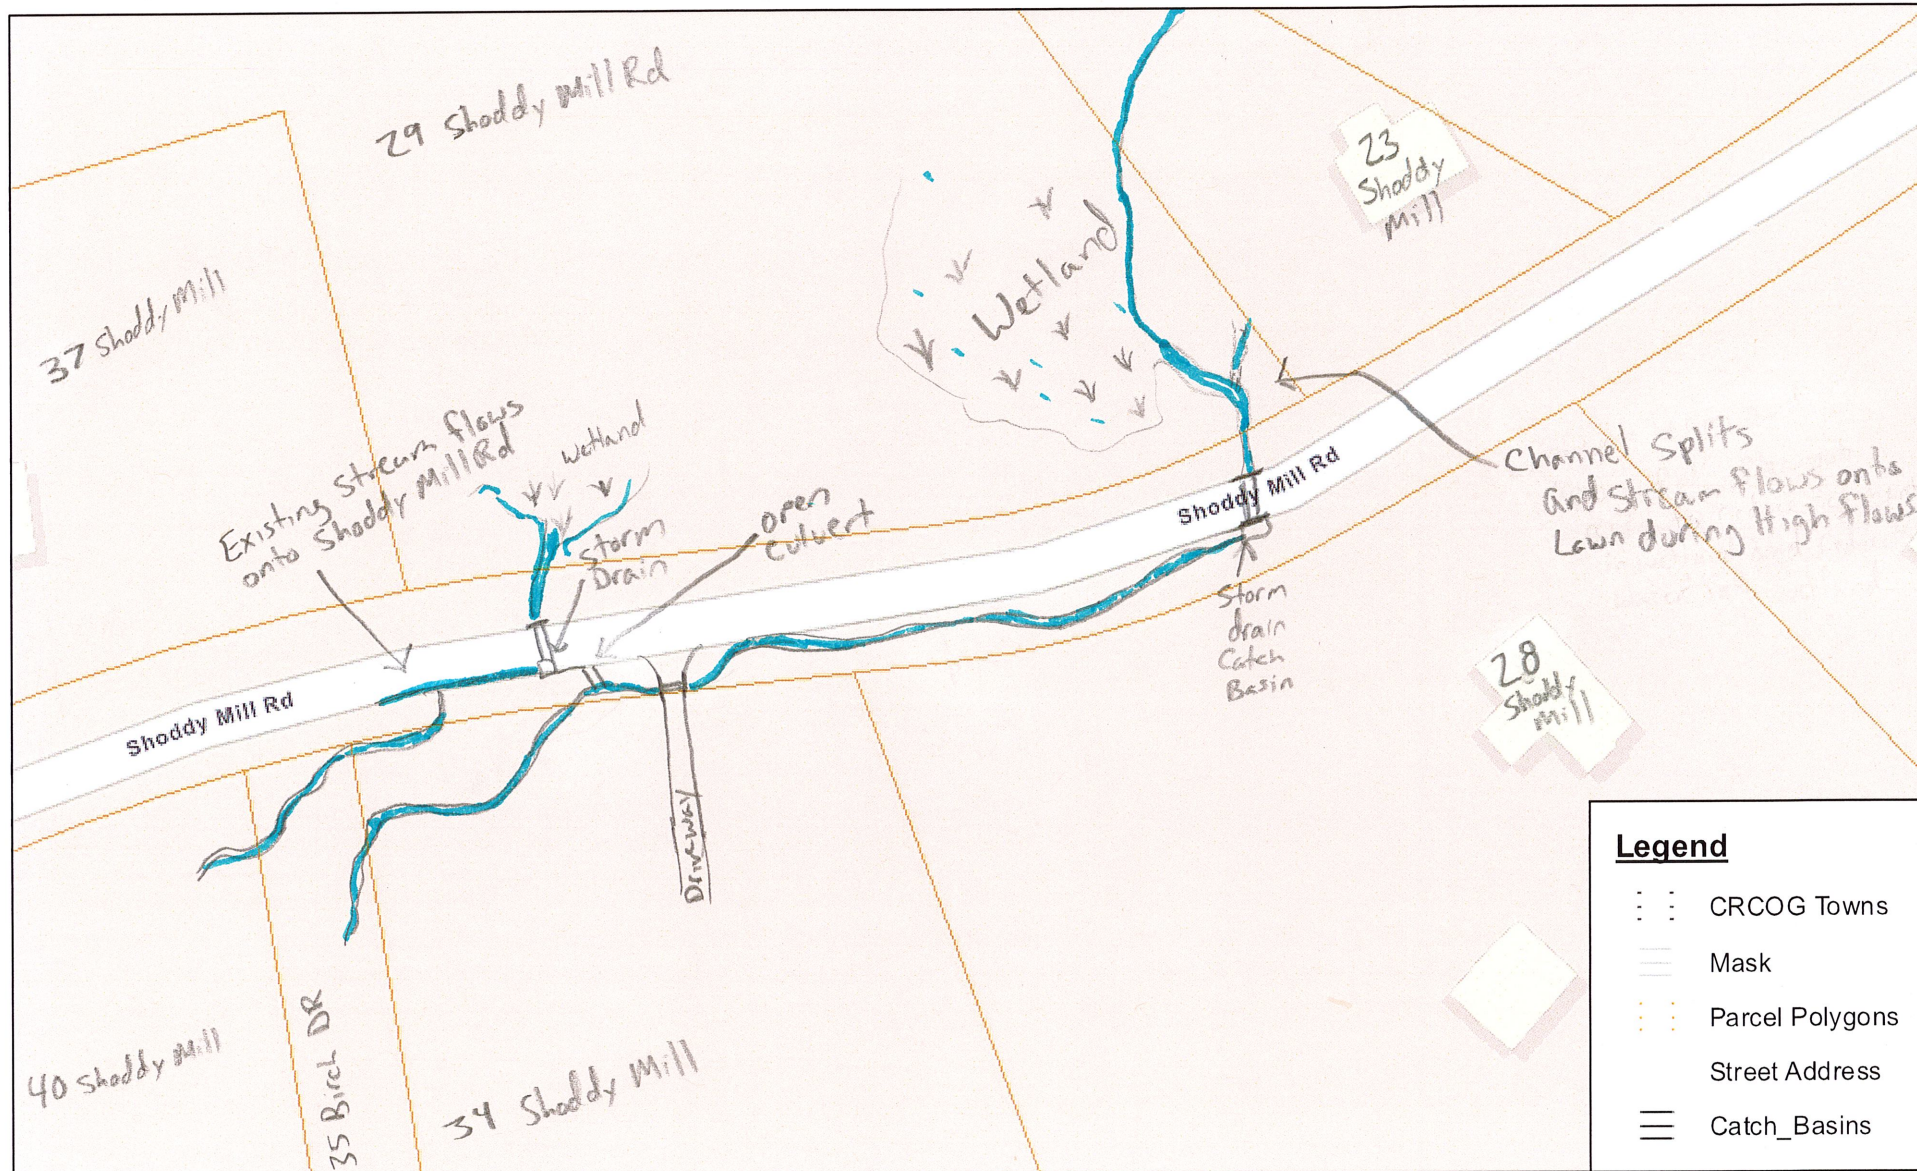 29 Shoddy Mill Rd
23
Shoddy
Mill
37 Shoddy Mill
Wetland
Existing Stream flows
onto Shoddy Mill Rd
wetland
Storm
Drain
open
culvert
Shoddy Mill Rd
Channel Splits
and stream flows onto
Lawn during High flows
Storm
drain
Catch
Basin
28
Shoddy
Mill
Shoddy Mill Rd
Driveway
40 Shoddy Mill
35 Birch DR
34 Shoddy Mill
Legend
CRCOG Towns
Mask
Parcel Polygons
Street Address
Catch_Basins